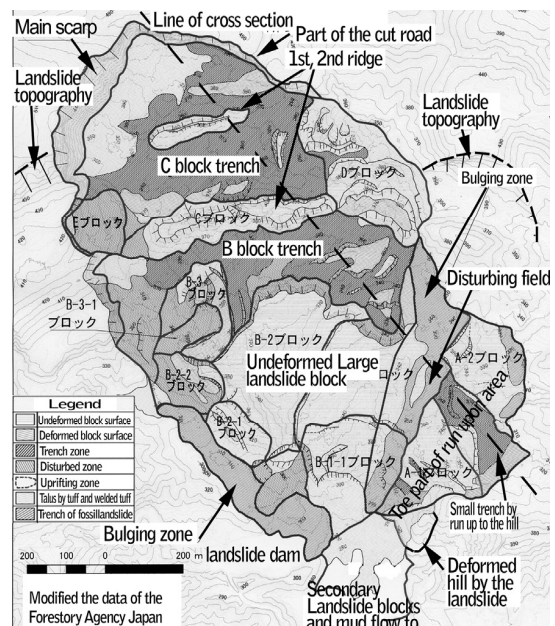 Line of cross section
Main scarp
Part of the cut road
1st, 2nd ridge
Landslide
topography
Landslide
topography
Bulging zone
C block trench
Dブロック
Eブロック
Cブロック
B block trench
Disturbing field
B-3-1
ブロック
B-3
ブロック
B-2ブロック
Undeformed Large
landslide block
ロック
A-2ブロック
B-2-2
ブロック
B-2-1
ブロック
B-1-1ブロック
Toe part of run upon area
Legend
Undeformed block surface
Deformed block surface
Trench zone
Disturbed zone
Uprifting zone
Talus by tuff and welded tuff
Trench of fossillandslide
Small trench by
run up to the hill
Bulging zone
landslide dam
200 100 0 200 m
Deformed
hill by the
landslide
Modified the data of the
Forestory Agency Japan
Secondary
Landslide blocks
and mud flow to